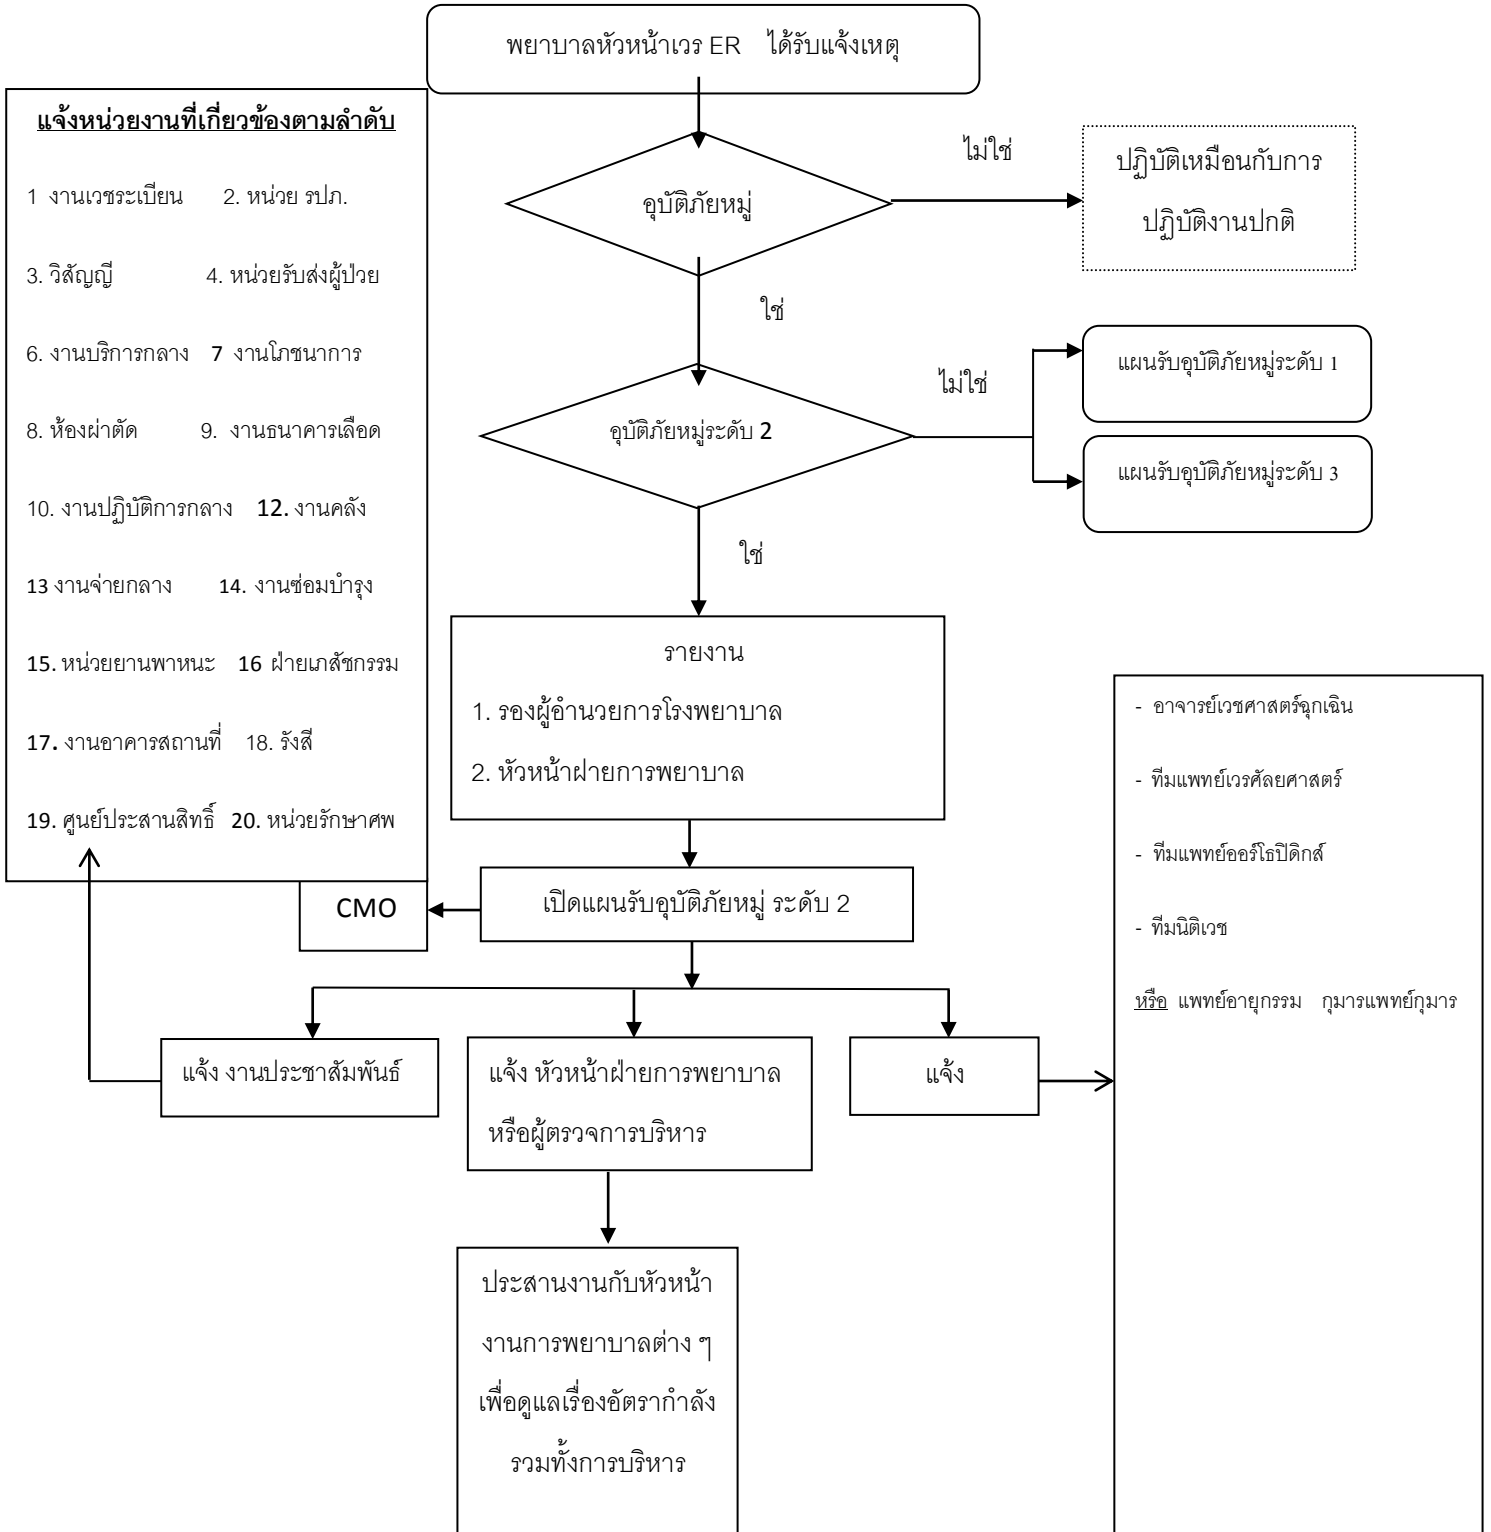 พยาบาลหัวหน้าเวร ER ได้รับแจ้งเหตุ
แจ้งหน่วยงานที่เกี่ยวข้องตามลำดับ
1 งานเวชระเบียน 2. หน่วย รปภ.
3. วิสัญญี 4. หน่วยรับส่งผู้ป่วย
6. งานบริการกลาง 7 งานโภชนาการ
8. ห้องผ่าตัด 9. งานธนาคารเลือด
10. งานปฏิบัติการกลาง 12. งานคลัง
13 งานจ่ายกลาง 14. งานซ่อมบำรุง
15. หน่วยยานพาหนะ 16 ฝ่ายเภสัชกรรม
17. งานอาคารสถานที่ 18. รังสี
19. ศูนย์ประสานสิทธิ์ 20. หน่วยรักษาศพ
อุบัติภัยหมู่
ไม่ใช่
ปฏิบัติเหมือนกับการ
ปฏิบัติงานปกติ
ใช่
อุบัติภัยหมู่ระดับ 2
ไม่ใช่
แผนรับอุบัติภัยหมู่ระดับ 1
แผนรับอุบัติภัยหมู่ระดับ 3
ใช่
รายงาน
1. รองผู้อำนวยการโรงพยาบาล
2. หัวหน้าฝ่ายการพยาบาล
เปิดแผนรับอุบัติภัยหมู่ ระดับ 2
CMO
แจ้ง งานประชาสัมพันธ์
แจ้ง หัวหน้าฝ่ายการพยาบาล
หรือผู้ตรวจการบริหาร
แจ้ง
- อาจารย์เวชศาสตร์ฉุกเฉิน
- ทีมแพทย์เวรศัลยศาสตร์
- ทีมแพทย์ออร์โธปิดิกส์
- ทีมนิติเวช
หรือ แพทย์อายุกรรม กุมารแพทย์กุมาร
ประสานงานกับหัวหน้า
งานการพยาบาลต่าง ๆ
เพื่อดูแลเรื่องอัตรากำลัง
รวมทั้งการบริหาร